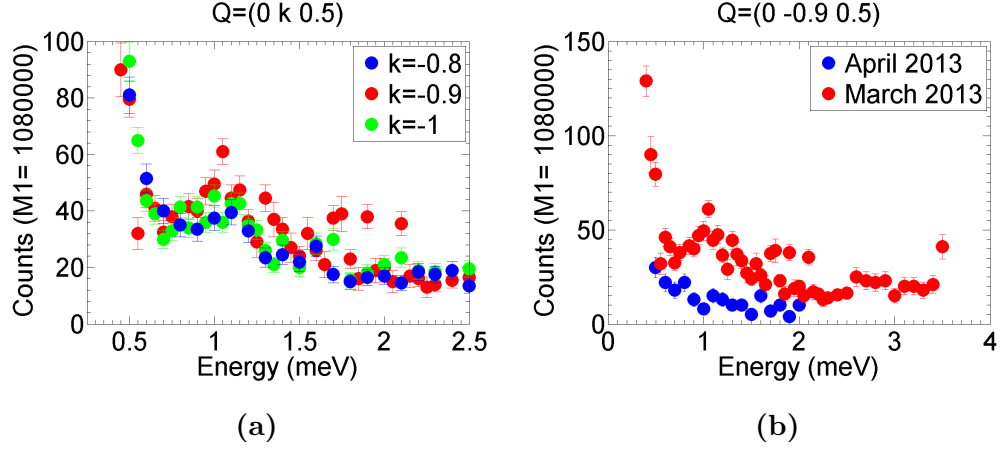 Q=(0 k 0.5)
Counts (M1= 1080000)
100
80
60
40
20
0
0.5
1
1.5
2
2.5
Energy (meV)
k=-0.8
k=-0.9
k=-1
(a)
Q=(0 -0.9 0.5)
Counts (M1= 1080000)
150
100
50
0
0
1
2
3
4
Energy (meV)
April 2013
March 2013
(b)